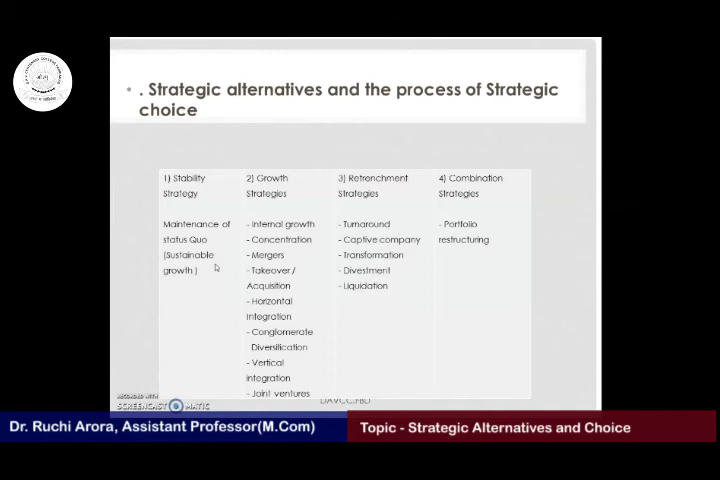 . Strategic alternatives and the process of Strategic
choice
1) Stability
Strategy
Maintenance of
status Quo
(Sustainable
growth )
2) Growth
Strategies
- Internal growth
- Concentration
- Mergers
- Takeover /
Acquisition
- Horizontal
Integration
- Conglomerate
Diversification
- Vertical
integration
- Joint ventures
3) Retrenchment
Strategies
- Turnaround
- Captive company
- Transformation
- Divestment
- Liquidation
4) Combination
Strategies
- Portfolio
restructuring
RECORDED WITH
SCREENCAST MATIC
Dr. Ruchi Arora, Assistant Professor(M.Com)
Topic - Strategic Alternatives and Choice